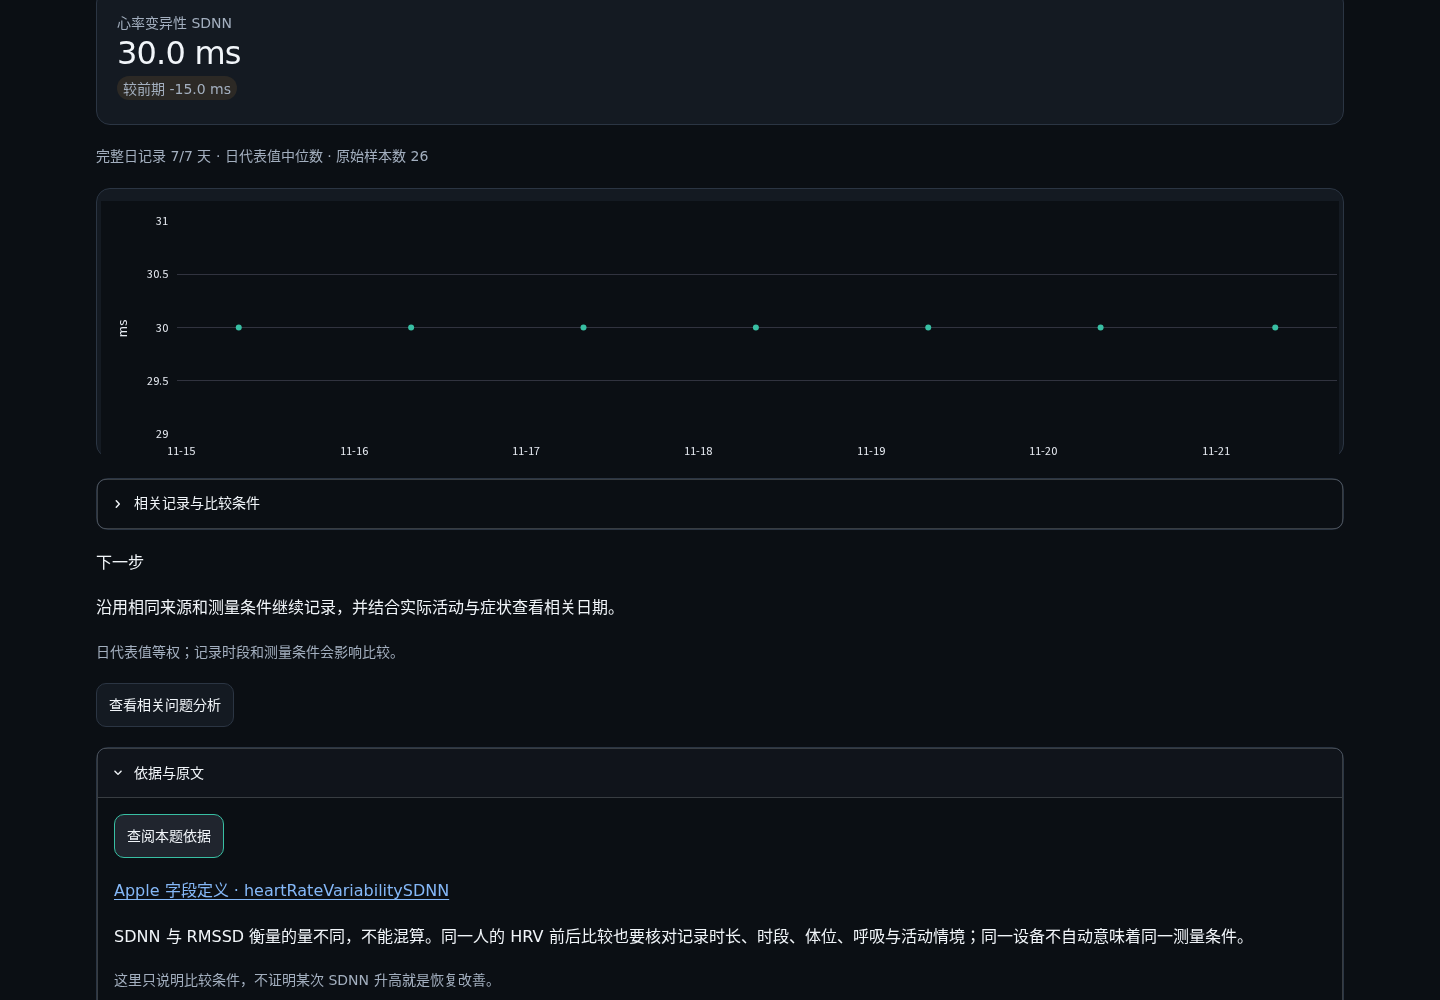 心率变异性 SDNN
30.0 ms
较前期 -15.0 ms
完整日记录 7/7 天 · 日代表值中位数 · 原始样本数 26
31
30.5
30
29.5
29
ms
11-15 11-16 11-17 11-18 11-19 11-20 11-21
相关记录与比较条件
下一步
沿用相同来源和测量条件继续记录，并结合实际活动与症状查看相关日期。
日代表值等权；记录时段和测量条件会影响比较。
查看相关问题分析
依据与原文
查阅本题依据
Apple 字段定义 · heartRateVariabilitySDNN
SDNN 与 RMSSD 衡量的量不同，不能混算。同一人的 HRV 前后比较也要核对记录时长、时段、体位、呼吸与活动情境；同一设备不自动意味着同一测量条件。
这里只说明比较条件，不证明某次 SDNN 升高就是恢复改善。